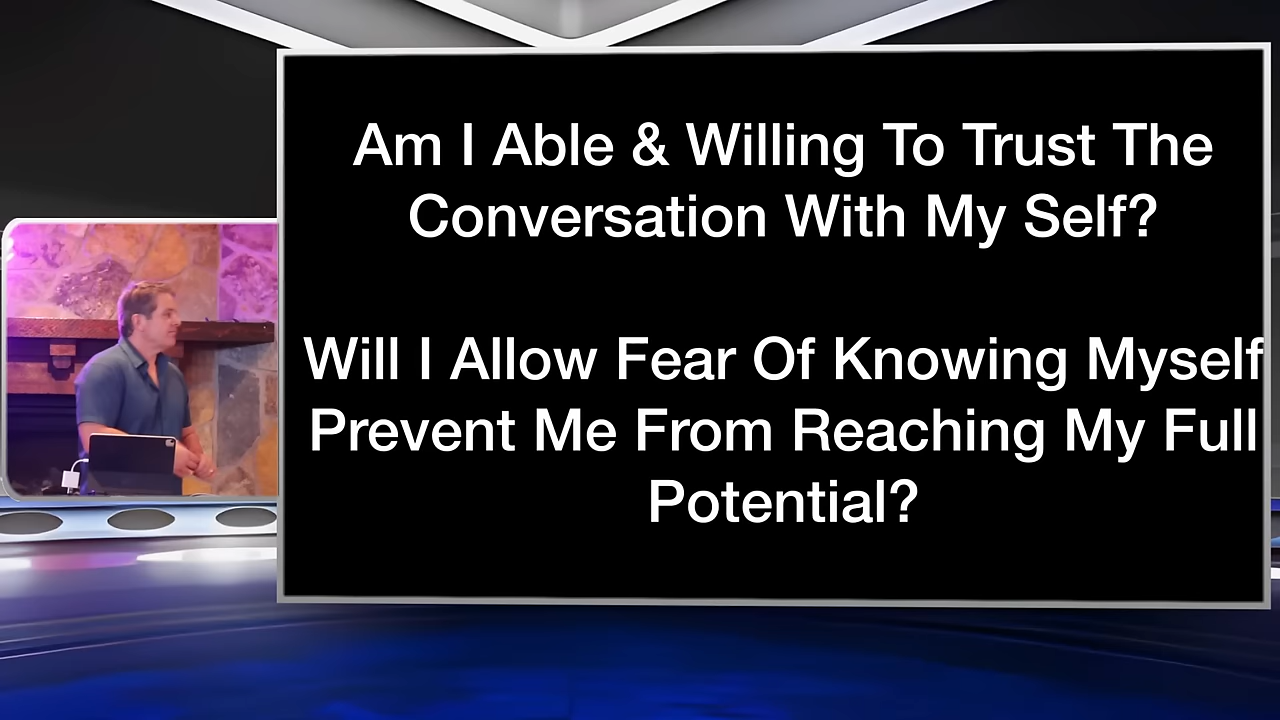 Am I Able & Willing To Trust The
Conversation With My Self?
Will I Allow Fear Of Knowing Myself
Prevent Me From Reaching My Full
Potential?